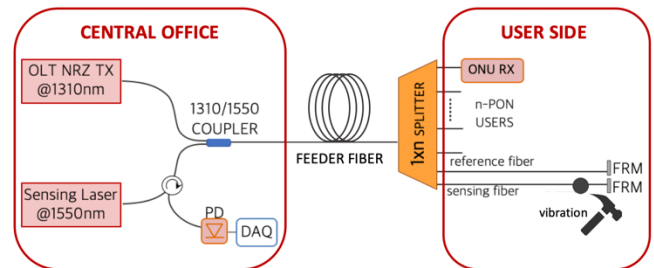 CENTRAL OFFICE
OLT NRZ TX
@1310nm
1310/1550
COUPLER
Sensing Laser
@1550nm
PD
DAQ
FEEDER FIBER
1xn SPLITTER
USER SIDE
ONU RX
n-PON
USERS
reference fiber
FRM
sensing fiber
FRM
vibration